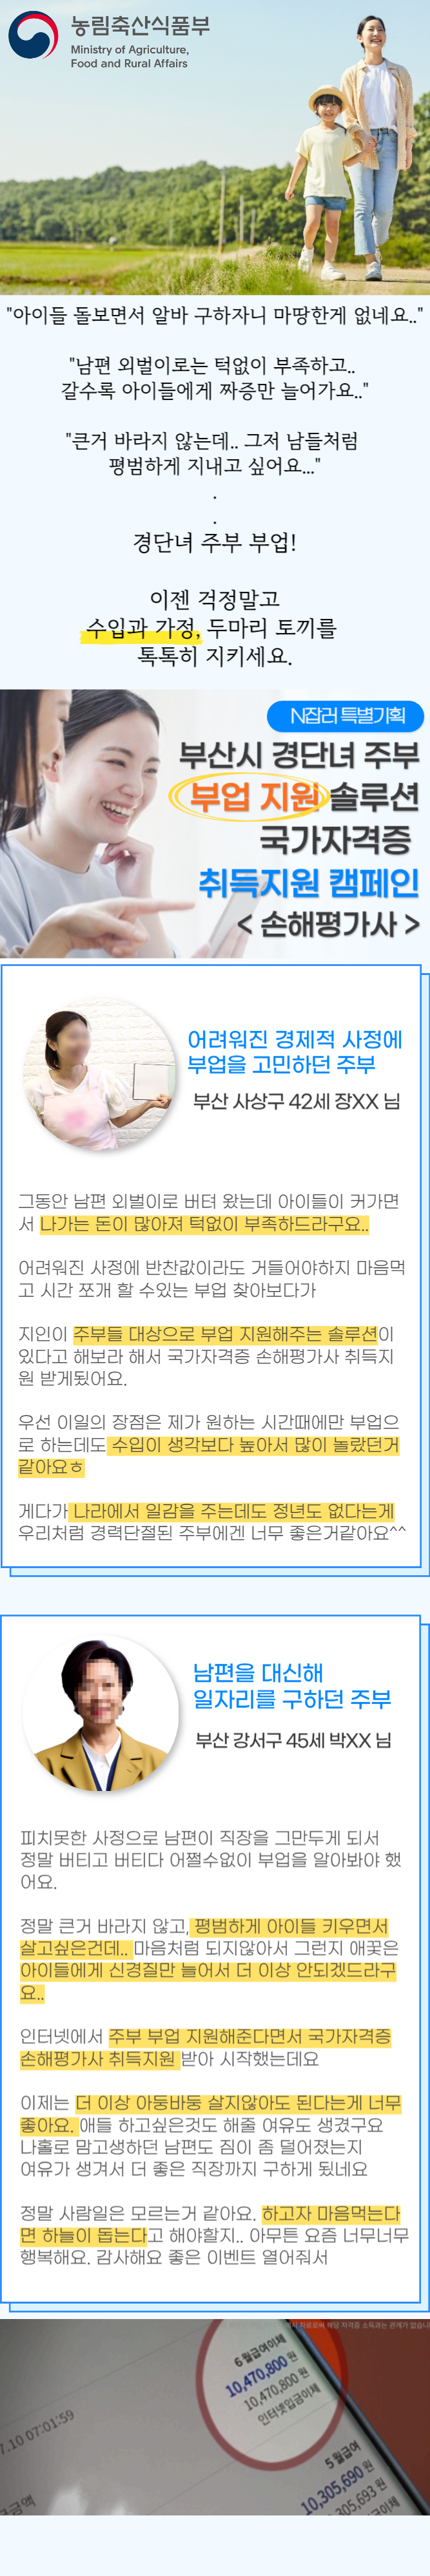 농림축산식품부
Ministry of Agriculture,
Food and Rural Affairs
"아이들 돌보면서 알바 구하자니 마땅한게 없네요.."
"남편 외벌이로는 턱없이 부족하고..
갈수록 아이들에게 짜증만 늘어가요.."
"큰거 바라지 않는데.. 그저 남들처럼
평범하게 지내고 싶어요..."
.
.
경단녀 주부 부업!
이젠 걱정말고
수입과 가정, 두마리 토끼를
톡톡히 지키세요.
N잡러 특별기획
부산시 경단녀 주부
부업 지원 솔루션
국가자격증
취득지원 캠페인
< 손해평가사 >
어려워진 경제적 사정에
부업을 고민하던 주부
부산 사상구 42세 장XX 님
그동안 남편 외벌이로 버텨 왔는데 아이들이 커가면
서 나가는 돈이 많아져 턱없이 부족하드라구요..
어려워진 사정에 반찬값이라도 거들어야하지 마음먹
고 시간 쪼개 할 수있는 부업 찾아보다가
지인이 주부들 대상으로 부업 지원해주는 솔루션이
있다고 해보라 해서 국가자격증 손해평가사 취득지
원 받게됬어요.
우선 이일의 장점은 제가 원하는 시간때에만 부업으
로 하는데도 수입이 생각보다 높아서 많이 놀랐던거
같아요ㅎ
게다가 나라에서 일감을 주는데도 정년도 없다는게
우리처럼 경력단절된 주부에겐 너무 좋은거같아요^^
남편을 대신해
일자리를 구하던 주부
부산 강서구 45세 박XX 님
피치못한 사정으로 남편이 직장을 그만두게 되서
정말 버티고 버티다 어쩔수없이 부업을 알아봐야 했
어요.
정말 큰거 바라지 않고, 평범하게 아이들 키우면서
살고싶은건데.. 마음처럼 되지않아서 그런지 애꿎은
아이들에게 신경질만 늘어서 더 이상 안되겠드라구
요..
인터넷에서 주부 부업 지원해준다면서 국가자격증
손해평가사 취득지원 받아 시작했는데요
이제는 더 이상 아둥바둥 살지않아도 된다는게 너무
좋아요. 애들 하고싶은것도 해줄 여유도 생겼구요
나홀로 맘고생하던 남편도 짐이 좀 덜어졌는지
여유가 생겨서 더 좋은 직장까지 구하게 됬네요
정말 사람일은 모르는거 같아요. 하고자 마음먹는다
면 하늘이 돕는다고 해야할지.. 아무튼 요즘 너무너무
행복해요. 감사해요 좋은 이벤트 열어줘서
자료로써 해당 자격증 소득과는 관계가 없습니
6월급여이체
10,470,800 원
10,470,800 원
인터넷입금이체
7.10 07:01:59
5월급여
10,305,690 원
305,693 원
이체
금액